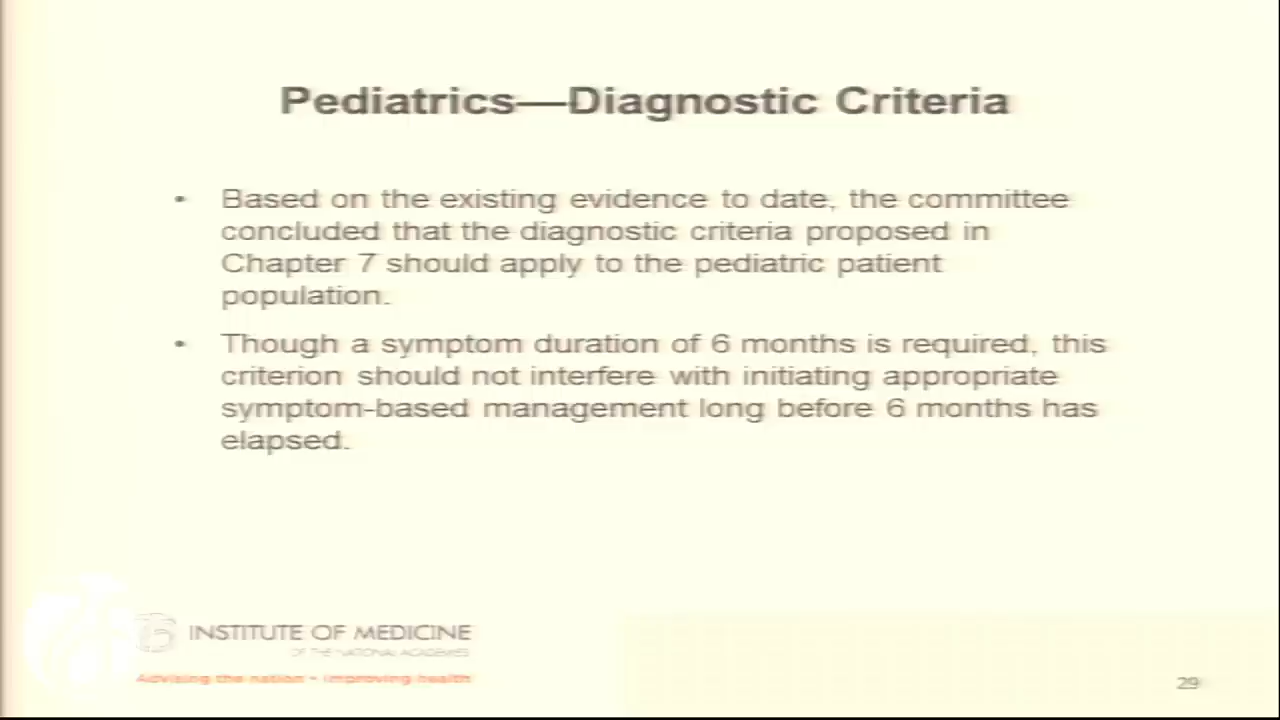 Pediatrics—Diagnostic Criteria
• Based on the existing evidence to date, the committee
concluded that the diagnostic criteria proposed in
Chapter 7 should apply to the pediatric patient
population.
• Though a symptom duration of 6 months is required, this
criterion should not interfere with initiating appropriate
symptom-based management long before 6 months has
elapsed.
INSTITUTE OF MEDICINE
OF THE NATIONAL ACADEMIES
Advising the nation • Improving health
29